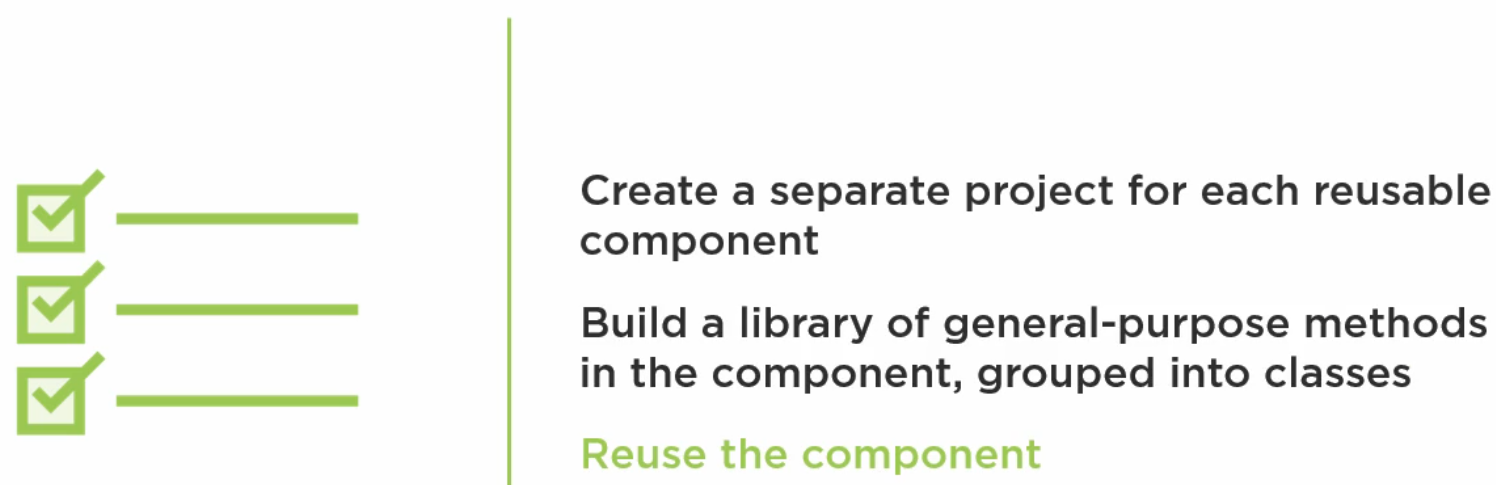 Create a separate project for each reusable
component
Build a library of general-purpose methods
in the component, grouped into classes
Reuse the component